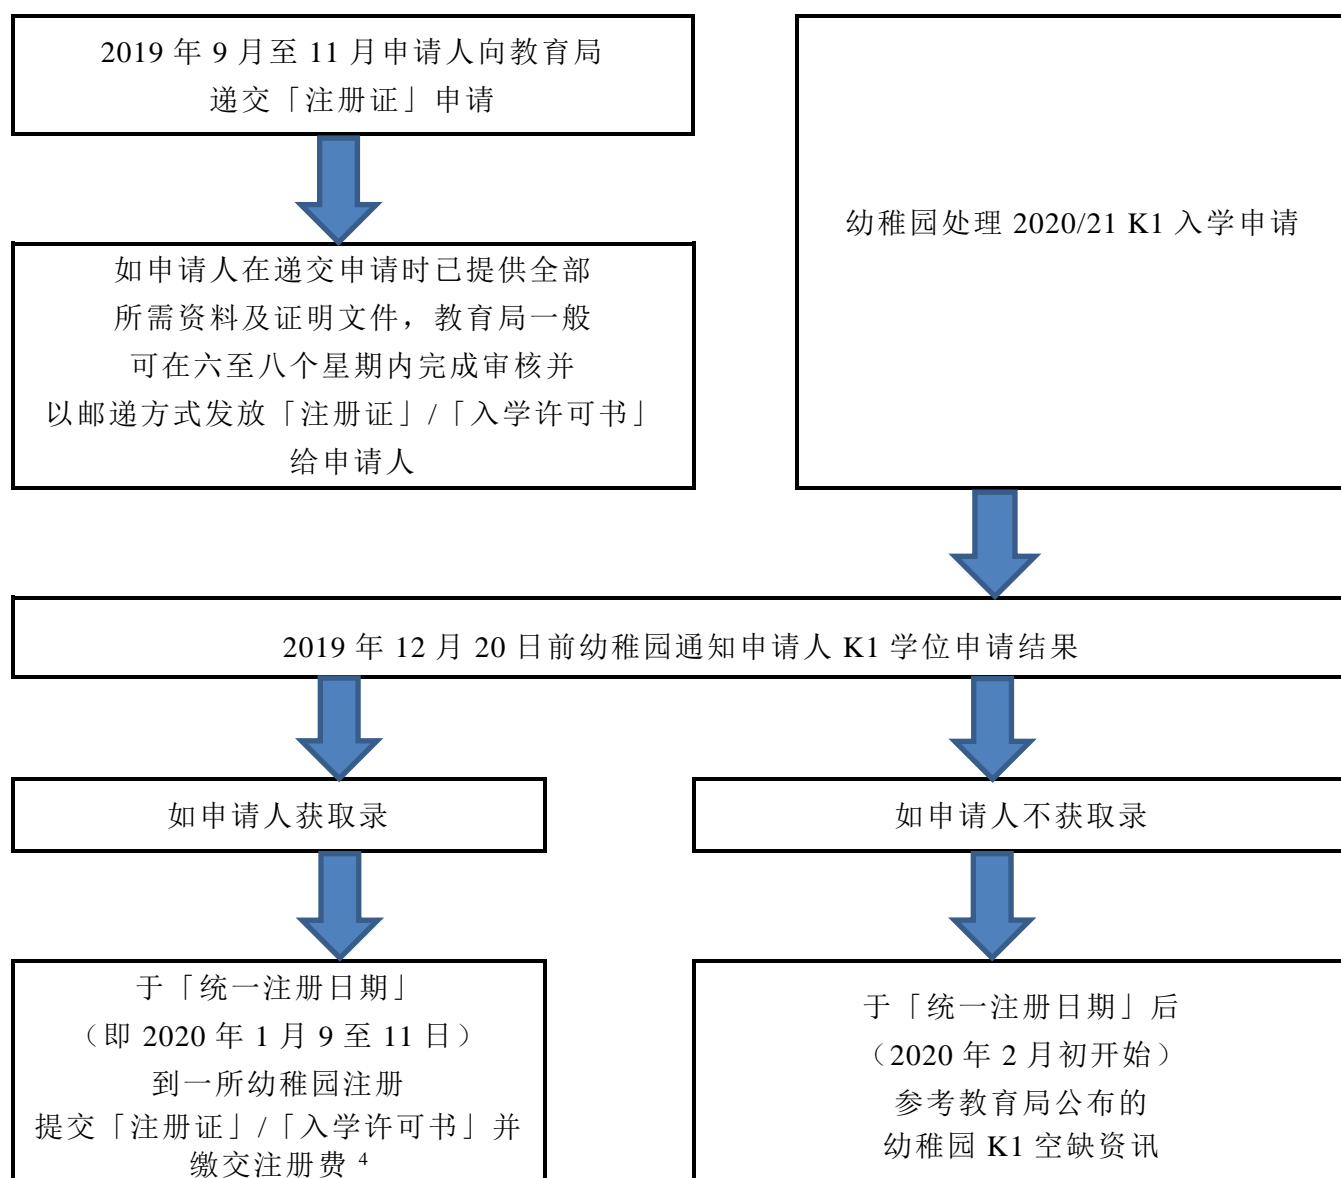 2019 年 9 月至 11 月申请人向教育局
递交「注册证」申请
如申请人在递交申请时已提供全部
所需资料及证明文件，教育局一般
可在六至八个星期内完成审核并
以邮递方式发放「注册证」/「入学许可书」
给申请人
幼稚园处理 2020/21 K1 入学申请
2019 年 12 月 20 日前幼稚园通知申请人 K1 学位申请结果
如申请人获取录
如申请人不获取录
于「统一注册日期」
（即 2020 年 1 月 9 至 11 日）
到一所幼稚园注册
提交「注册证」/「入学许可书」并
缴交注册费 4
于「统一注册日期」后
（2020 年 2 月初开始）
参考教育局公布的
幼稚园 K1 空缺资讯